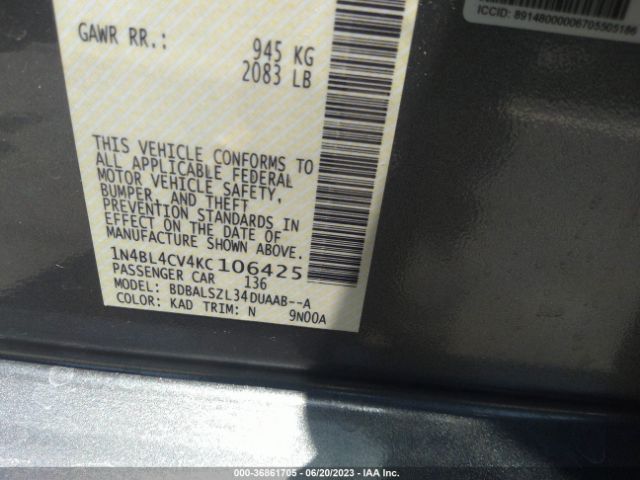 ICCID: 89148000006705505186
GAWR RR.: 945 KG
2083 LB
THIS VEHICLE CONFORMS TO
ALL APPLICABLE FEDERAL
MOTOR VEHICLE SAFETY,
BUMPER, AND THEFT
PREVENTION STANDARDS IN
EFFECT ON THE DATE OF
MANUFACTURE SHOWN ABOVE.
1N4BL4CV4KC106425
PASSENGER CAR 136
MODEL: BDBALSZL34DUAAB--A
COLOR: KAD TRIM: N 9N00A
000-36861705 - 06/20/2023 - IAA Inc.